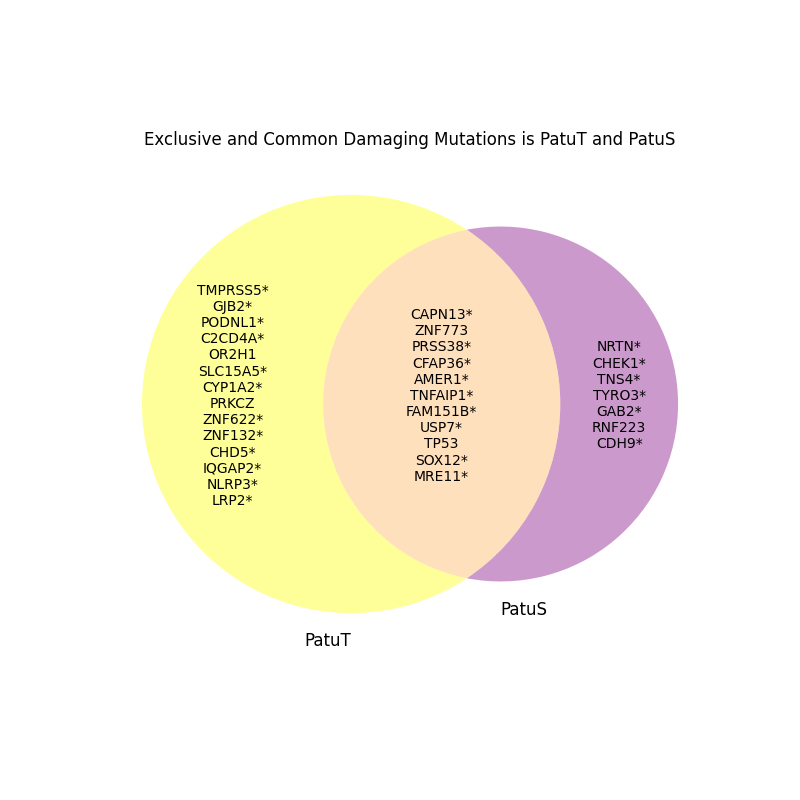 Exclusive and Common Damaging Mutations is PatuT and PatuS
TMPRSS5*
GJB2*
PODNL1*
C2CD4A*
OR2H1
SLC15A5*
CYP1A2*
PRKCZ
ZNF622*
ZNF132*
CHD5*
IQGAP2*
NLRP3*
LRP2*
CAPN13*
ZNF773
PRSS38*
CFAP36*
AMER1*
TNFAIP1*
FAM151B*
USP7*
TP53
SOX12*
MRE11*
NRTN*
CHEK1*
TNS4*
TYRO3*
GAB2*
RNF223
CDH9*
PatuS
PatuT